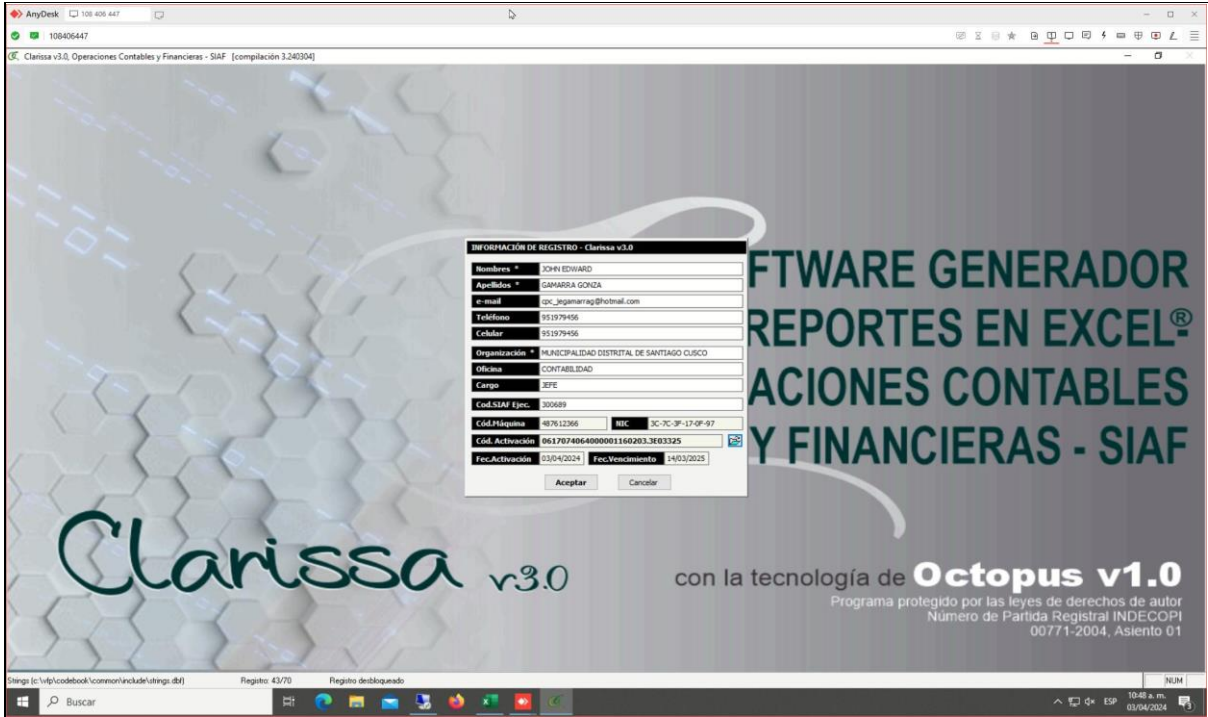 AnyDesk 108 406 447
108406447
Clarissa v3.0, Operaciones Contables y Financieras - SIAF [compilación 3.240304]
INFORMACIÓN DE REGISTRO - Clarissa v3.0
Nombres * JOHN EDWARD
Apellidos * GAMARRA GONZA
e-mail cpc_jegamarrag@hotmail.com
Teléfono 951979456
Celular 951979456
Organización * MUNICIPALIDAD DISTRITAL DE SANTIAGO CUSCO
Oficina CONTABILIDAD
Cargo JEFE
Cod.SIAF Ejec. 300689
Cód.Máquina 487612366 NIC 3C-7C-3F-17-0F-97
Cód. Activación 0617074064000001160203.3E03325
Fec.Activación 03/04/2024 Fec.Vencimiento 14/03/2025
Aceptar Cancelar
FTWARE GENERADOR
REPORTES EN EXCEL®
ACIONES CONTABLES
Y FINANCIERAS - SIAF
Clarissa v3.0
con la tecnología de Octopus v1.0
Programa protegido por las leyes de derechos de autor
Número de Partida Registral INDECOPI
00771-2004, Asiento 01
Strings (c:\vfp\codebook\common\include\strings.dbf) Registro: 43/70 Registro desbloqueado NUM
Buscar ESP 10:48 a. m.
03/04/2024